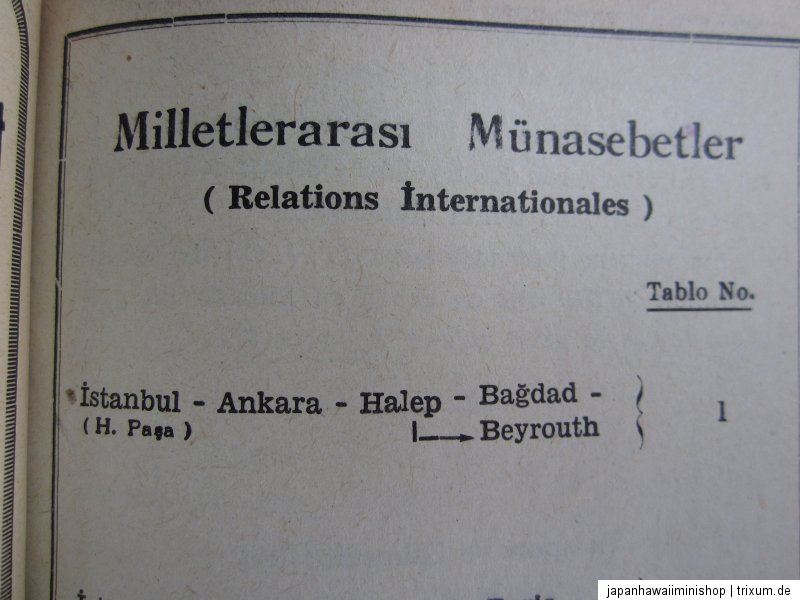 Milletlerarası Münasebetler
( Relations İnternationales )
Tablo No.
İstanbul - Ankara - Halep - Bağdad - 1
(H. Paşa) Beyrouth
japanhawaiiminishop | trixum.de